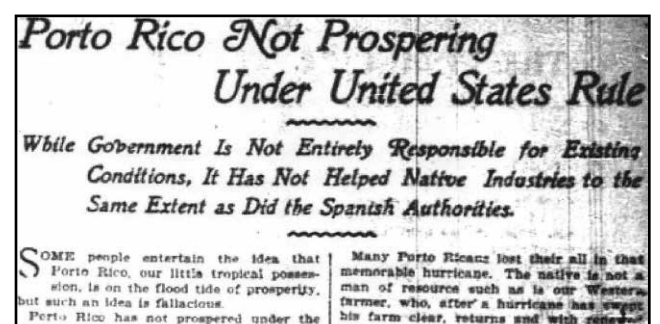 Porto Rico Not Prospering
Under United States Rule
While Government Is Not Entirely Responsible for Existing
Conditions, It Has Not Helped Native Industries to the
Same Extent as Did the Spanish Authorities.
SOME people entertain the idea that
Porto Rico, our little tropical posses-
sion, is on the flood tide of prosperity,
but such an idea is fallacious.
Porto Rico has not prospered under the
Many Porto Ricans lost their all in that
memorable hurricane. The native is not a
man of resource such as is our Western
farmer, who, after a hurricane has swept
his farm clear, returns and with renew-